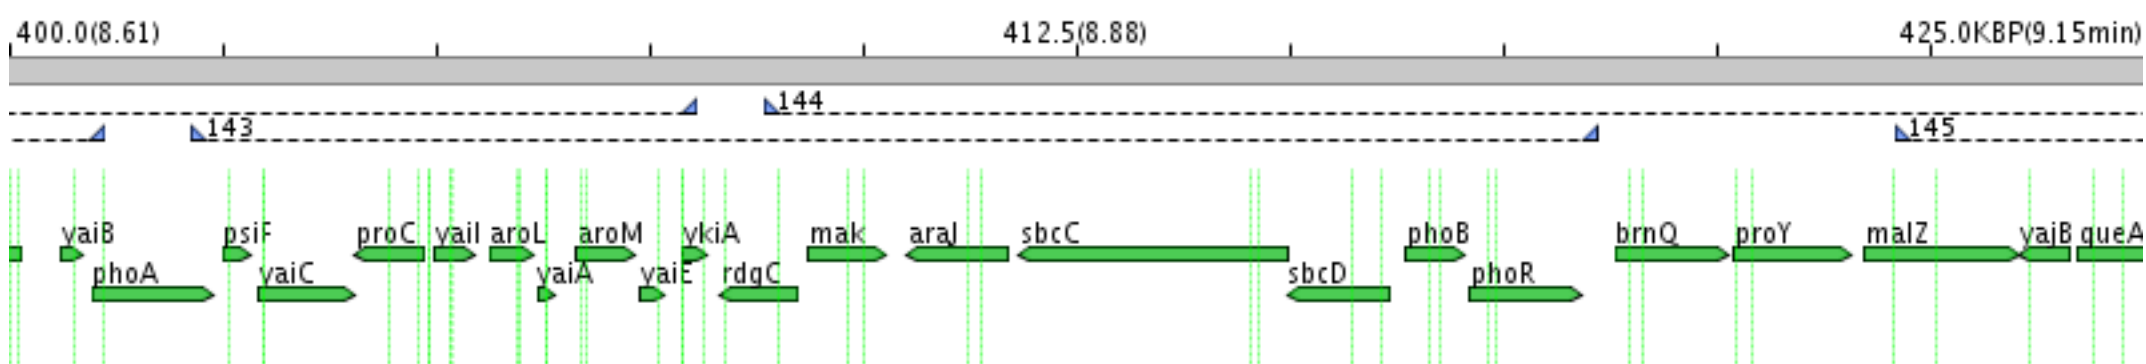 400.0(8.61) 412.5(8.88) 425.0KBP(9.15min)
144
143 145
yaiB psiF proC yaiI aroL aroM ykiA mak araJ sbcC phoB brnQ proY malZ yajB queA
phoA yaiC yaiA yaiE rdgC sbcD phoR